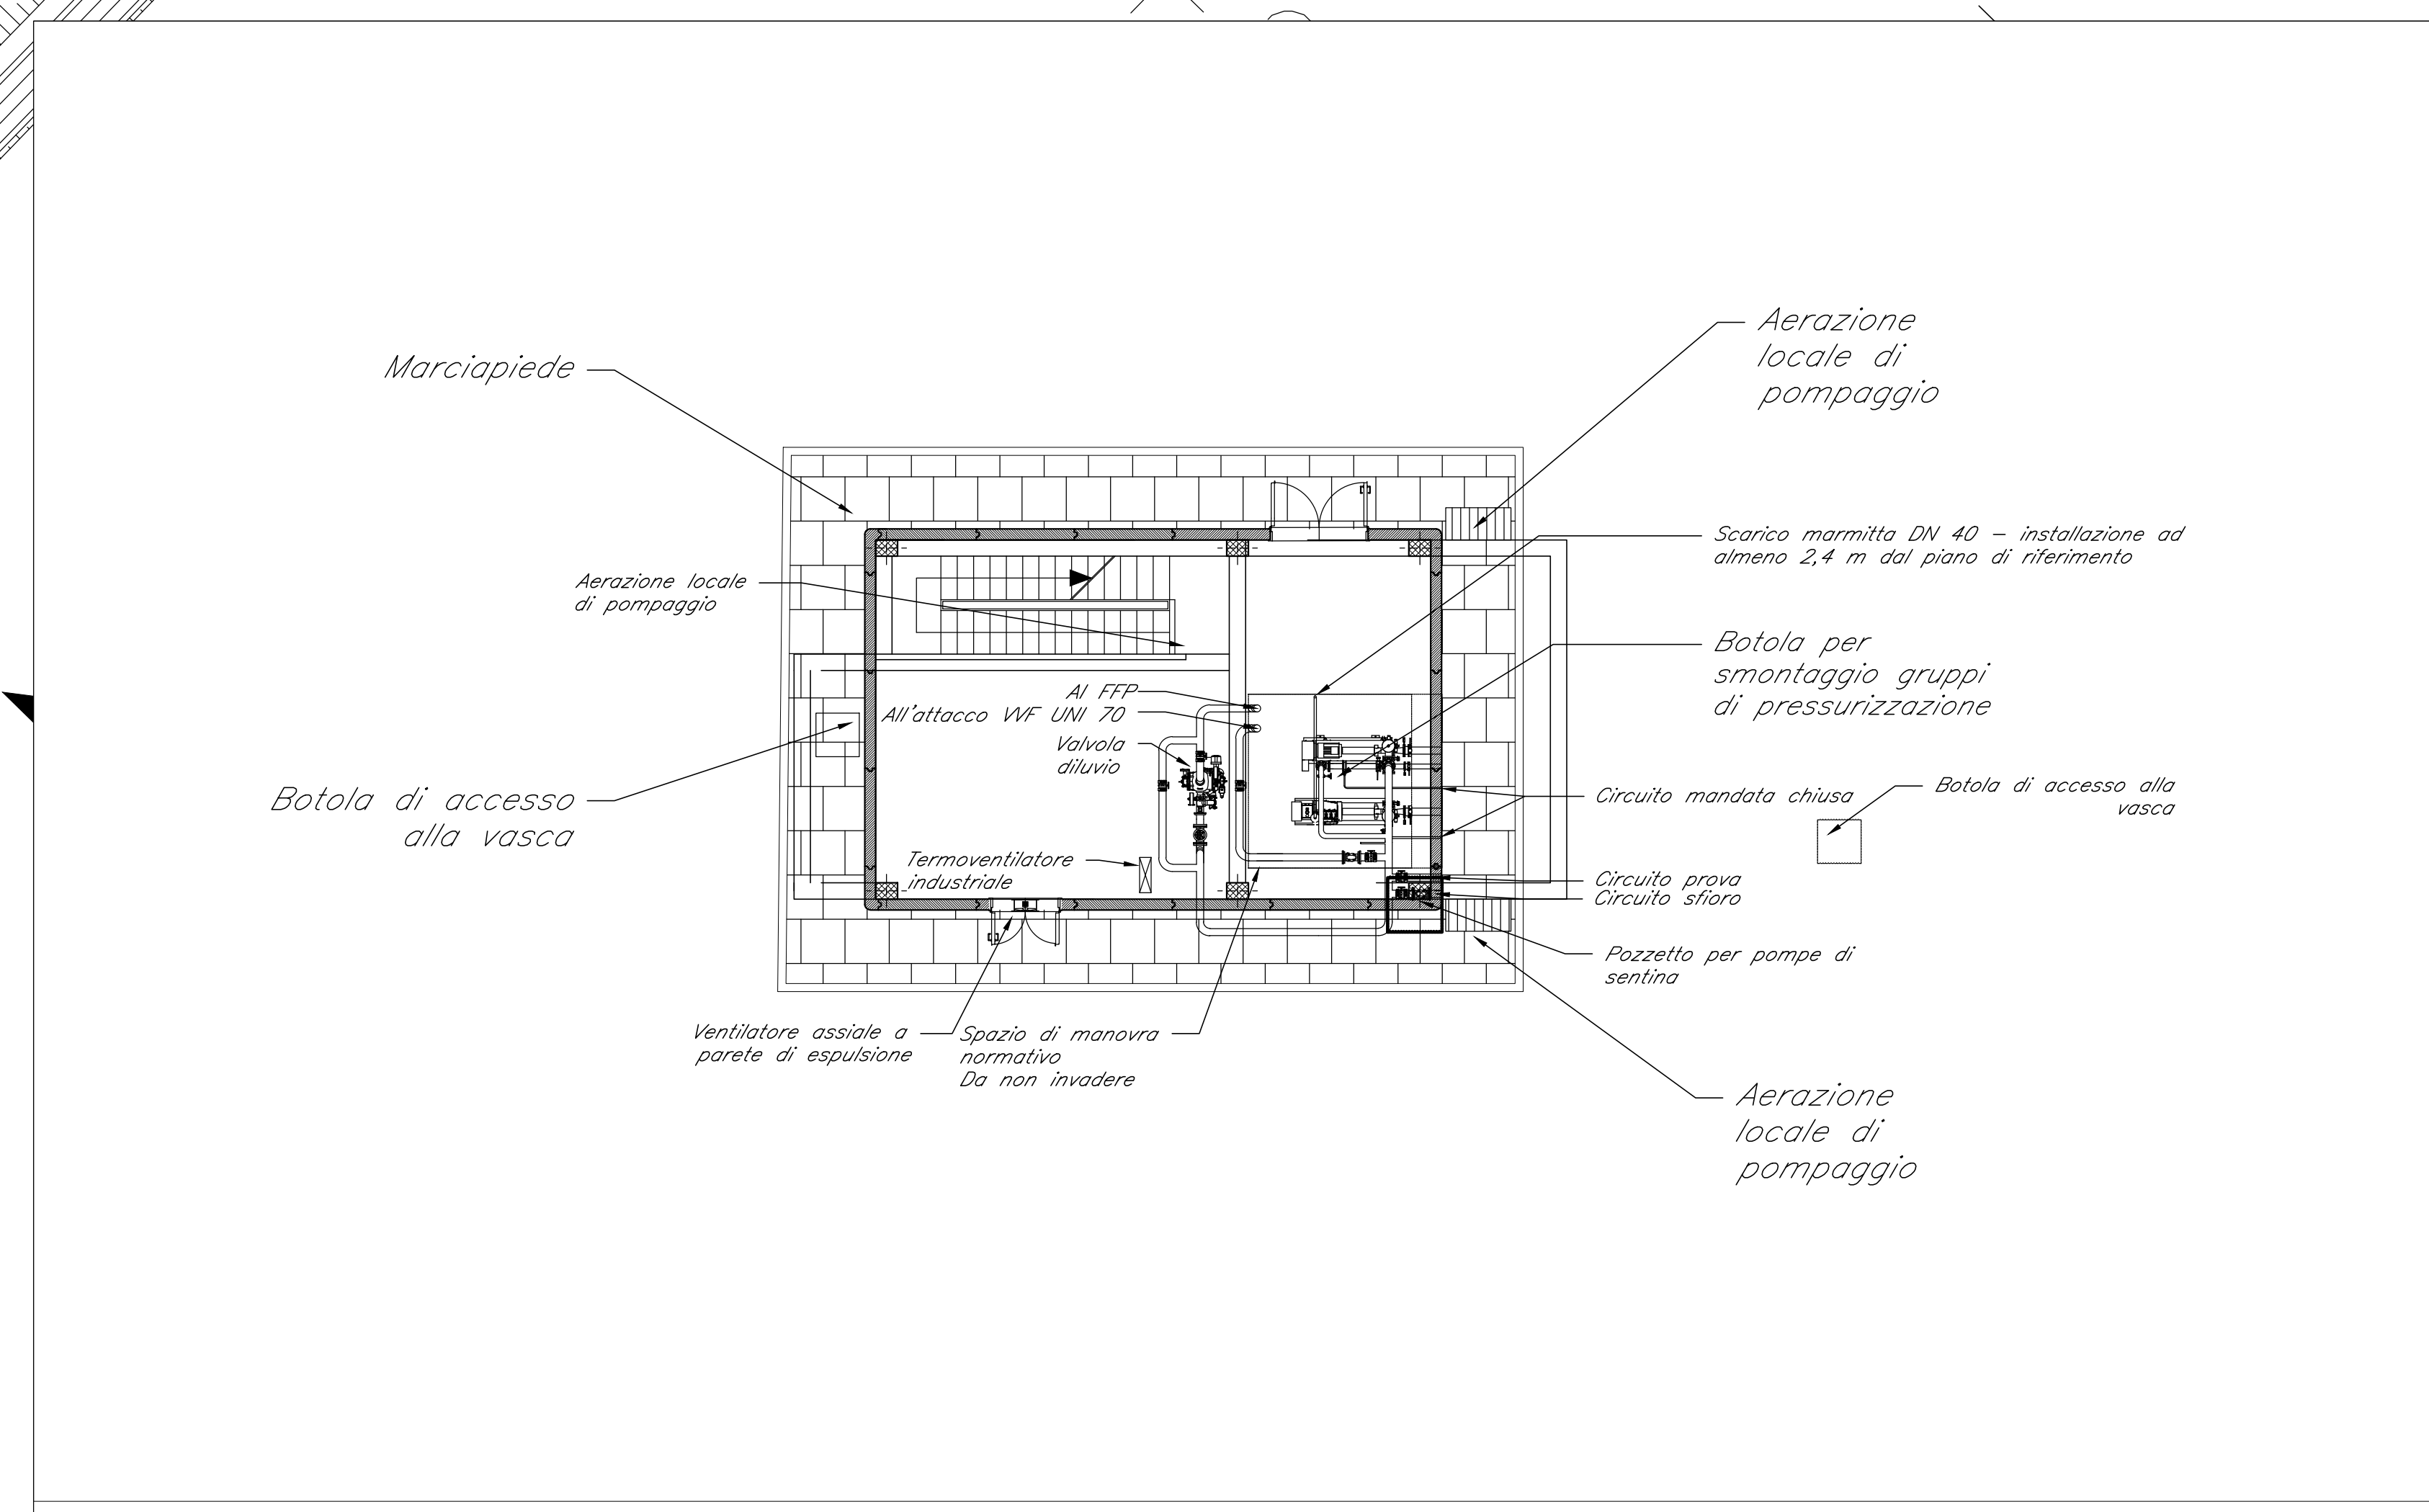 Aerazione
locale di
pompaggio
Marciapiede
Scarico marmitta DN 40 – installazione ad
almeno 2,4 m dal piano di riferimento
Aerazione locale
di pompaggio
Botola per
smontaggio gruppi
di pressurizzazione
Al FFP
All'attacco VVF UNI 70
Valvola
diluvio
Botola di accesso
alla vasca
Circuito mandata chiusa
Botola di accesso alla
vasca
Termoventilatore
industriale
Circuito prova
Circuito sfioro
Pozzetto per pompe di
sentina
Ventilatore assiale a
parete di espulsione
Spazio di manovra
normativo
Da non invadere
Aerazione
locale di
pompaggio